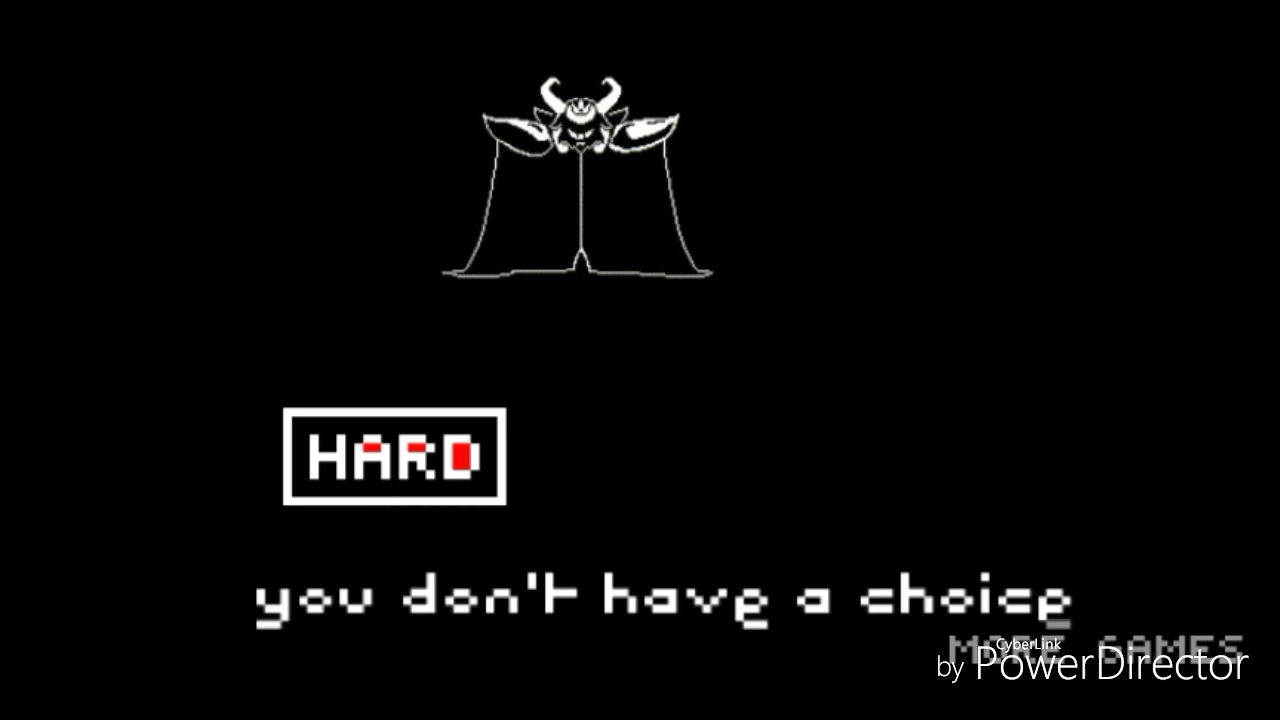 HARD
you don't have a choice
MORE GAMES
CyberLink
by PowerDirector